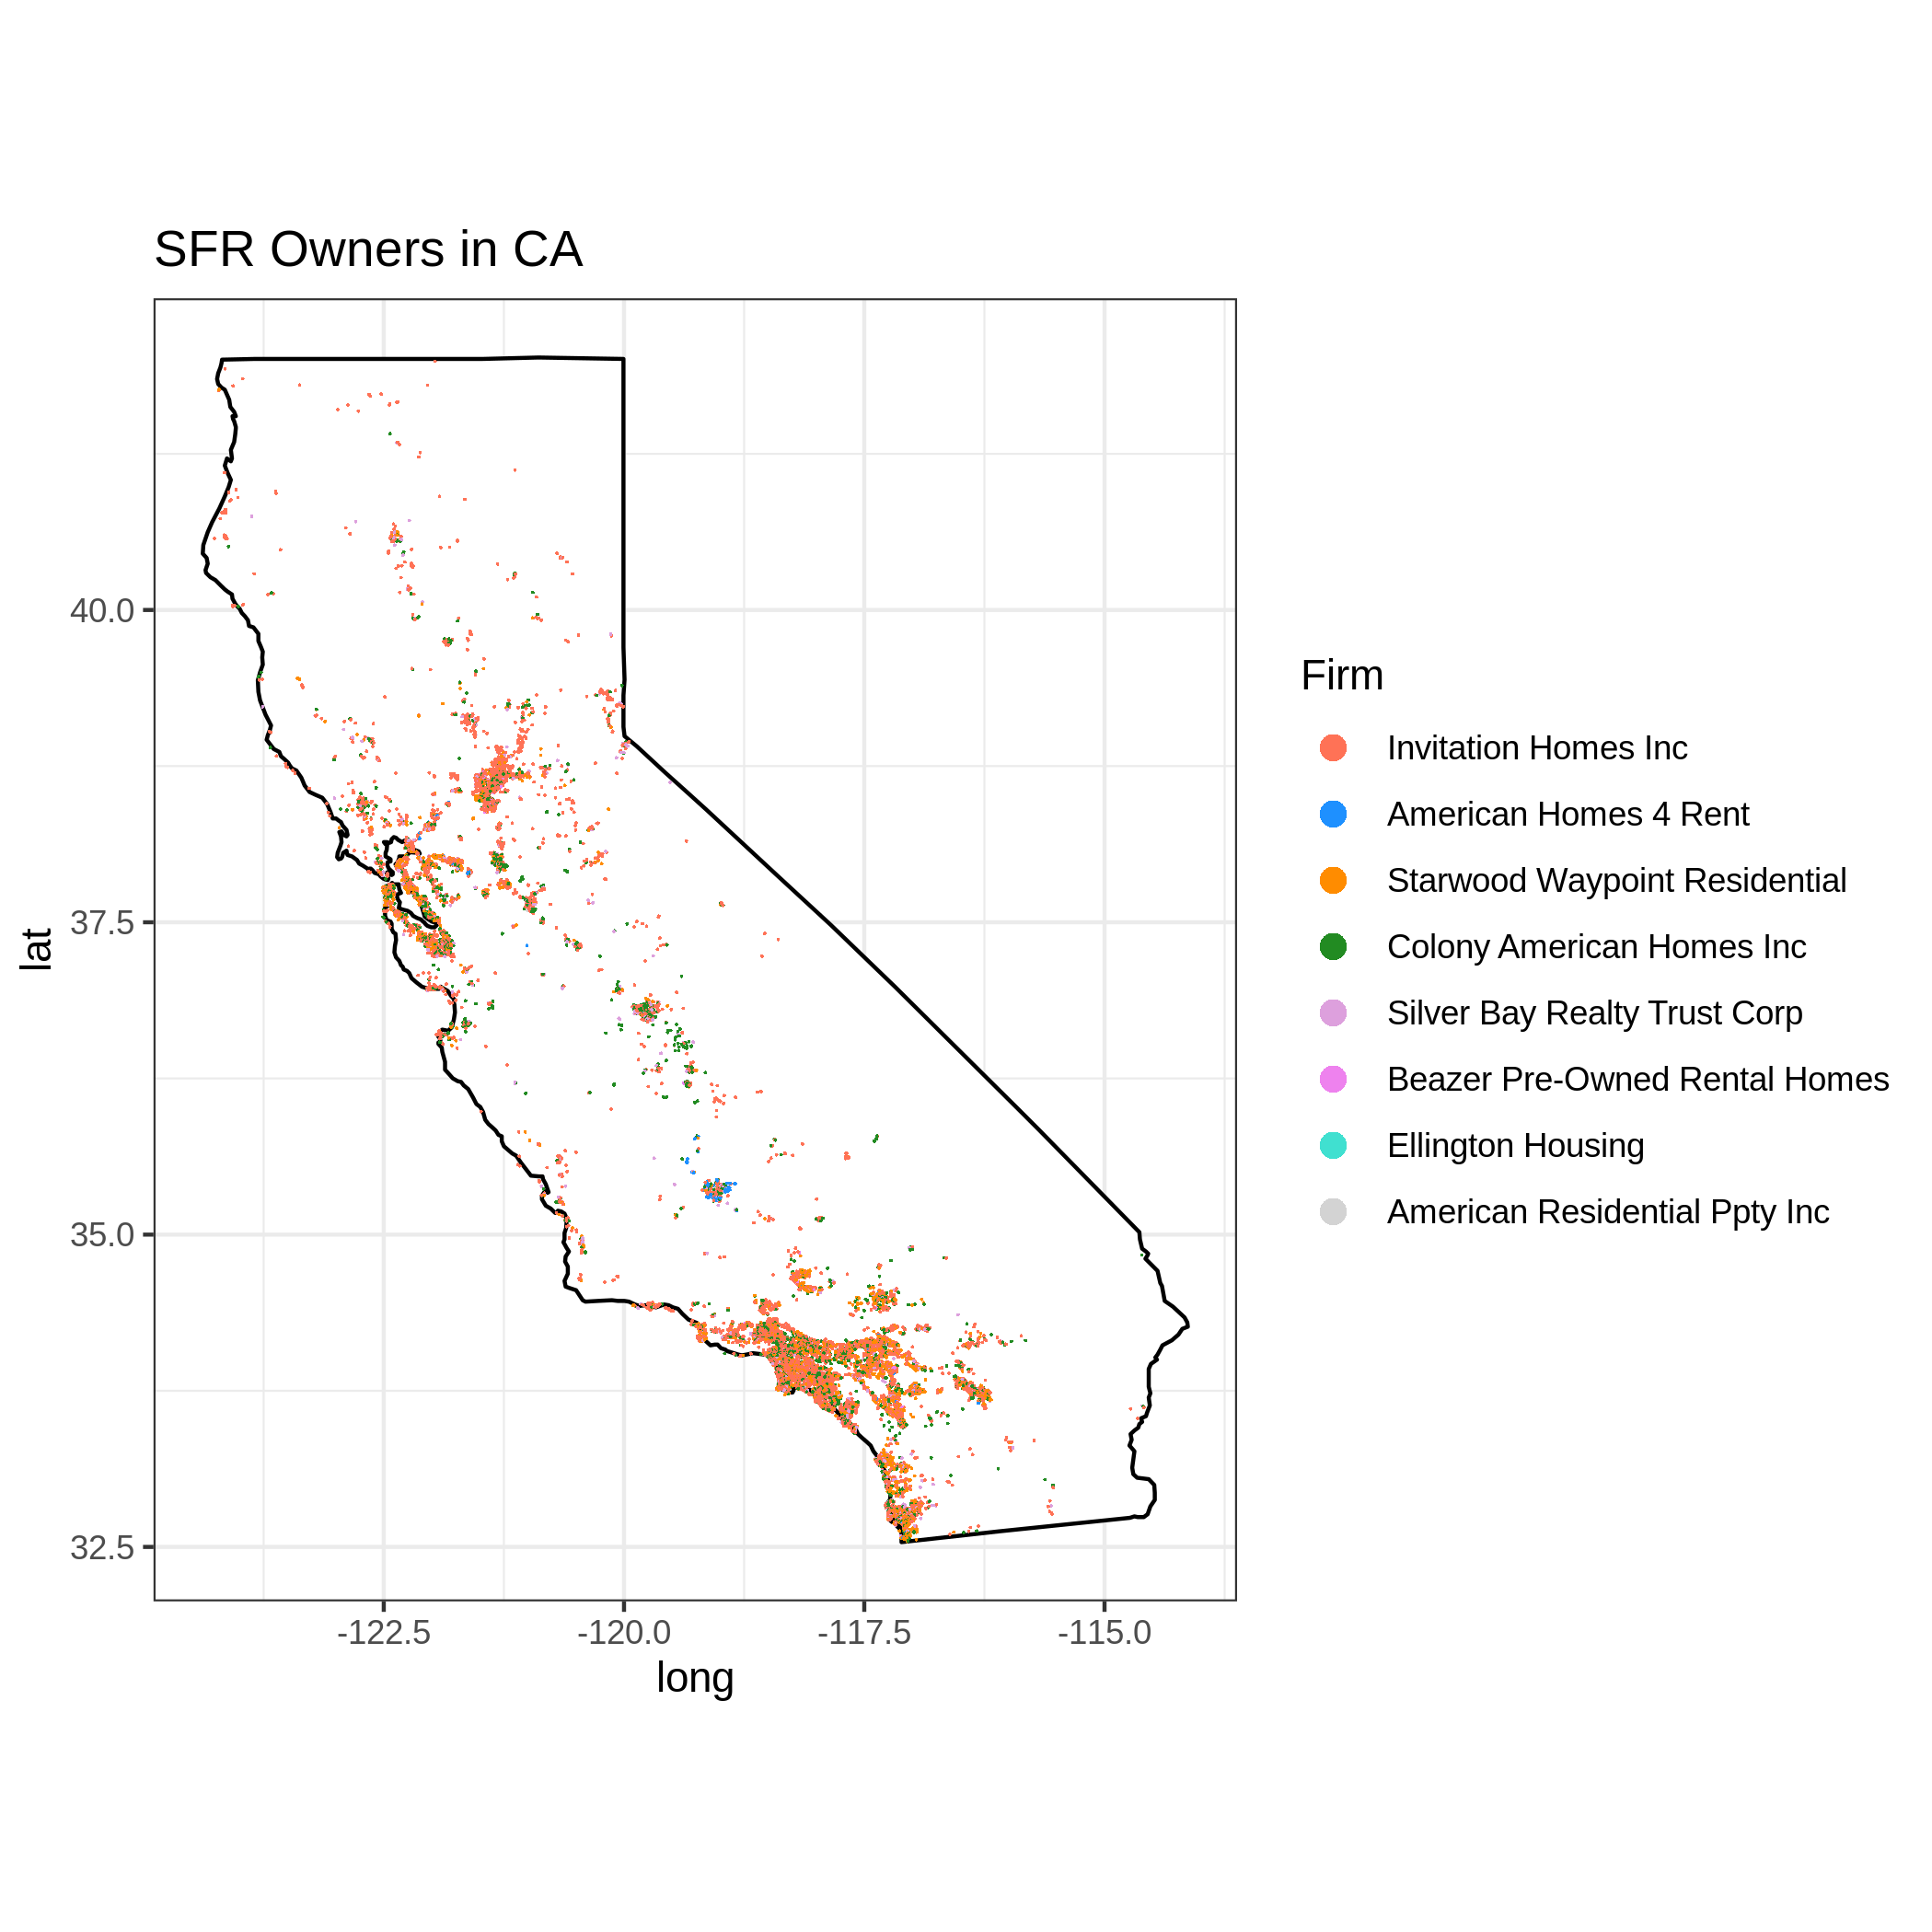 SFR Owners in CA
lat
40.0
37.5
35.0
32.5
-122.5 -120.0 -117.5 -115.0
long
Firm
Invitation Homes Inc
American Homes 4 Rent
Starwood Waypoint Residential
Colony American Homes Inc
Silver Bay Realty Trust Corp
Beazer Pre-Owned Rental Homes
Ellington Housing
American Residential Ppty Inc